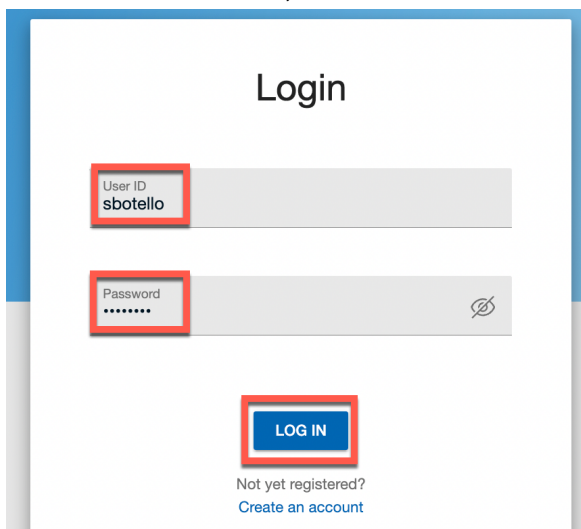 Login
User ID
sbotello
Password
••••••••
LOG IN
Not yet registered?
Create an account